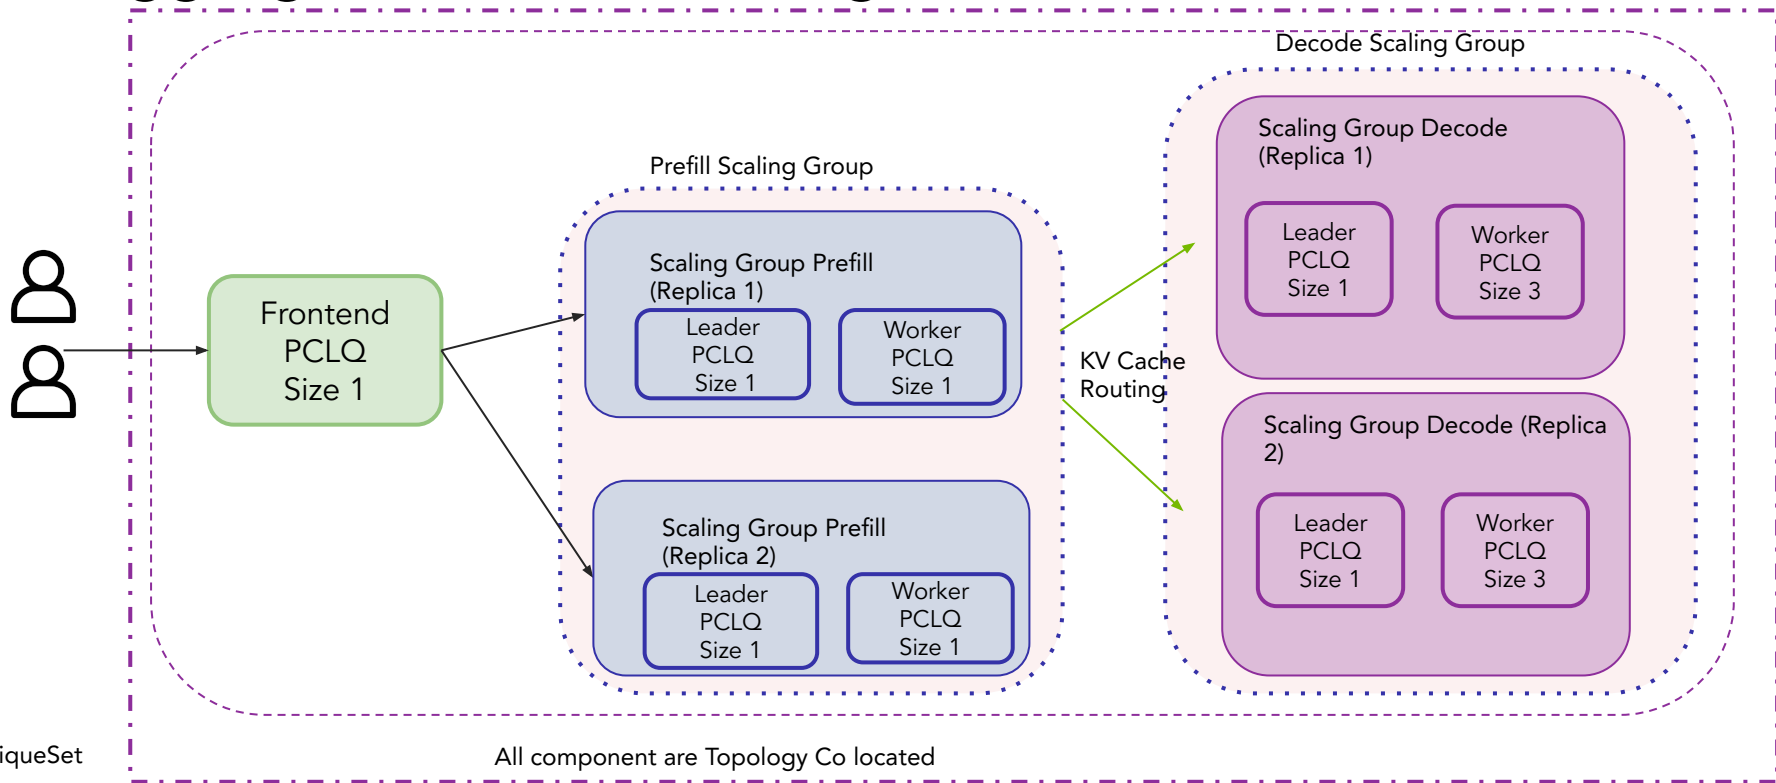 Decode Scaling Group
Scaling Group Decode
(Replica 1)
Leader
PCLQ
Size 1
Worker
PCLQ
Size 3
Prefill Scaling Group
Scaling Group Prefill
(Replica 1)
Leader
PCLQ
Size 1
Worker
PCLQ
Size 1
Frontend
PCLQ
Size 1
KV Cache
Routing
Scaling Group Decode (Replica
2)
Leader
PCLQ
Size 1
Worker
PCLQ
Size 3
Scaling Group Prefill
(Replica 2)
Leader
PCLQ
Size 1
Worker
PCLQ
Size 1
iqueSet
All component are Topology Co located